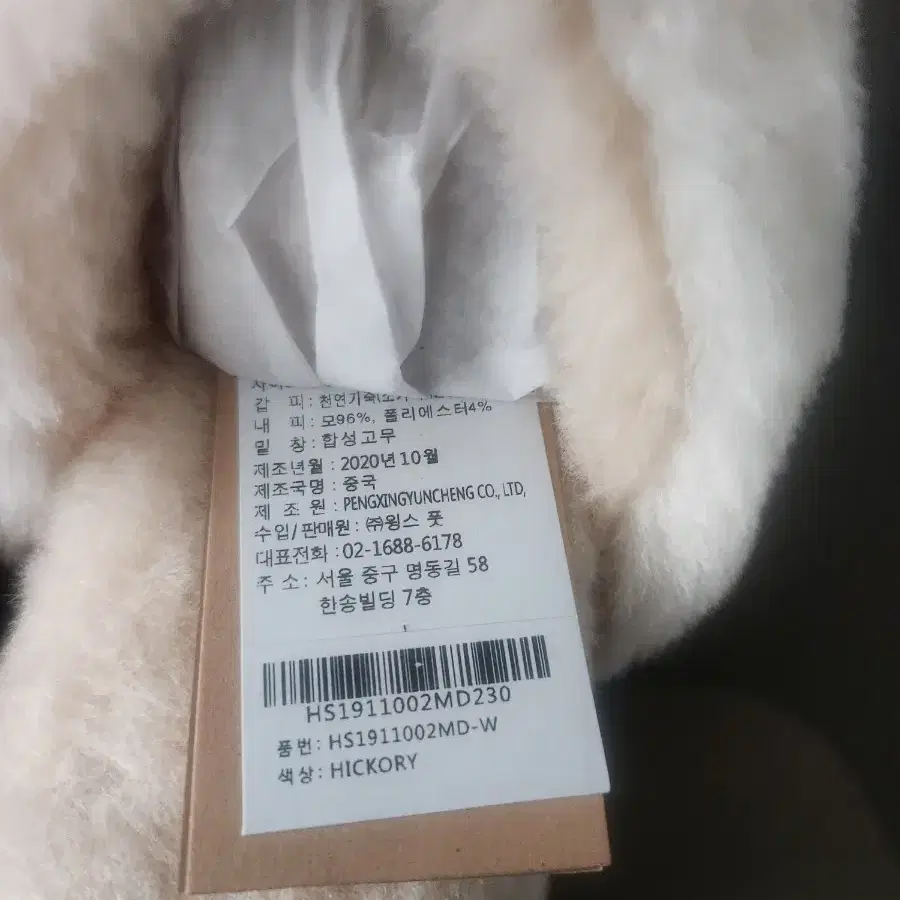 갑 피 : 천연가죽(소가
내 피 : 모96%, 폴리에스터4%
밑 창 : 합성고무
제조년월 : 2020년 10월
제조국명 : 중국
제 조 원 : PENGXINGYUNCHENG CO., LTD,
수입/판매원 : ㈜윙스 풋
대표전화 : 02-1688-6178
주 소 : 서울 중구 명동길 58
한송빌딩 7층
HS1911002MD230
품번 : HS1911002MD-W
색상 : HICKORY